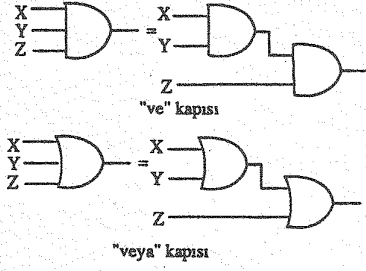 X
Y
Z
=
X
Y
Z
"ve" kapısı
X
Y
Z
=
X
Y
Z
"veya" kapısı